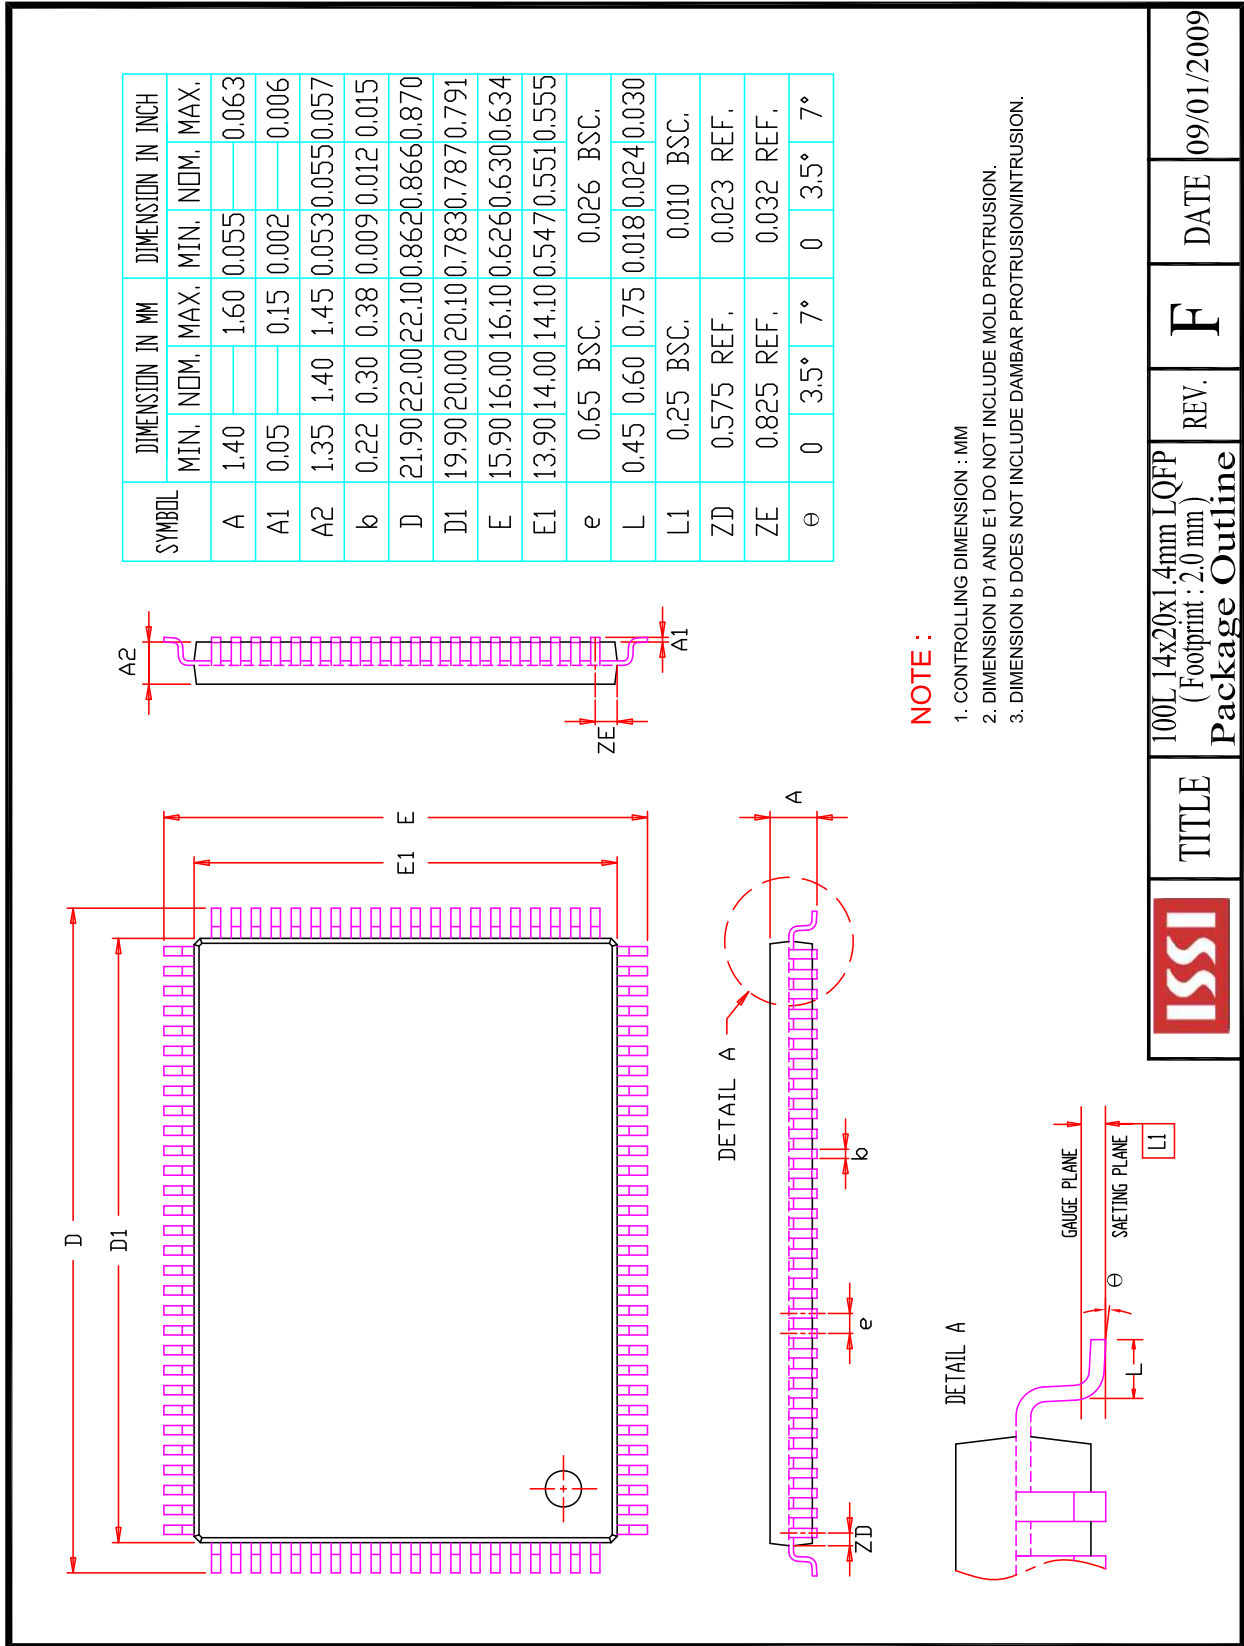 SYMBOL DIMENSION IN MM DIMENSION IN INCH
MIN. NOM. MAX. MIN. NOM. MAX.
A 1.40 1.60 0.055 0.063
A1 0.05 0.15 0.002 0.006
A2 1.35 1.40 1.45 0.053 0.055 0.057
b 0.22 0.30 0.38 0.009 0.012 0.015
D 21.90 22.00 22.10 0.862 0.866 0.870
D1 19.90 20.00 20.10 0.783 0.787 0.791
E 15.90 16.00 16.10 0.626 0.630 0.634
E1 13.90 14.00 14.10 0.547 0.551 0.555
e 0.65 BSC. 0.026 BSC.
L 0.45 0.60 0.75 0.018 0.024 0.030
L1 0.25 BSC. 0.010 BSC.
ZD 0.575 REF. 0.023 REF.
ZE 0.825 REF. 0.032 REF.
θ 0 3.5° 7° 0 3.5° 7°
D
D1
E
E1
A2
A1
ZE
DETAIL A
A
b
e
ZD
NOTE :
1. CONTROLLING DIMENSION : MM
2. DIMENSION D1 AND E1 DO NOT INCLUDE MOLD PROTRUSION.
3. DIMENSION b DOES NOT INCLUDE DAMBAR PROTRUSION/INTRUSION.
DETAIL A
GAUGE PLANE
SAETING PLANE
L1
θ
L
ISSI
TITLE
100L 14x20x1.4mm LQFP
( Footprint : 2.0 mm )
Package Outline
REV.
F
DATE
09/01/2009